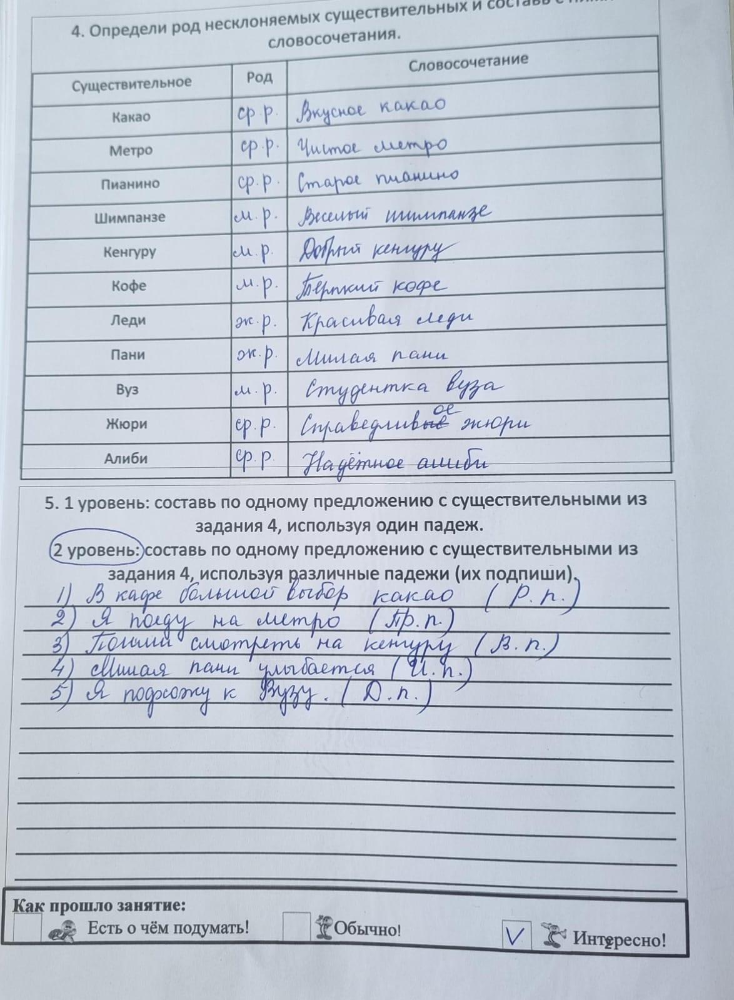 4. Определи род несклоняемых существительных и составь с ними
словосочетания.
Существительное Род Словосочетание
Какао ср. р. Вкусное какао
Метро ср. р. Чистое метро
Пианино ср. р. Старое пианино
Шимпанзе м. р. Веселый шимпанзе
Кенгуру м. р. Добрый кенгуру
Кофе м. р. Терпкий кофе
Леди ж. р. Красивая леди
Пани ж. р. Милая пани
Вуз м. р. Студентка вуза
Жюри ср. р. Справедливое жюри
Алиби ср. р. Надёжное алиби
5. 1 уровень: составь по одному предложению с существительными из
задания 4, используя один падеж.
2 уровень: составь по одному предложению с существительными из
задания 4, используя различные падежи (их подпиши).
1) В кафе большой выбор какао (Р. п.)
2) Я поеду на метро (Пр. п.)
3) Пошли смотреть на кенгуру (В. п.)
4) Милая пани улыбается (И. п.)
5) Я подхожу к Вузу. (Д. п.)
Как прошло занятие:
Есть о чём подумать! Обычно! Интересно!
2